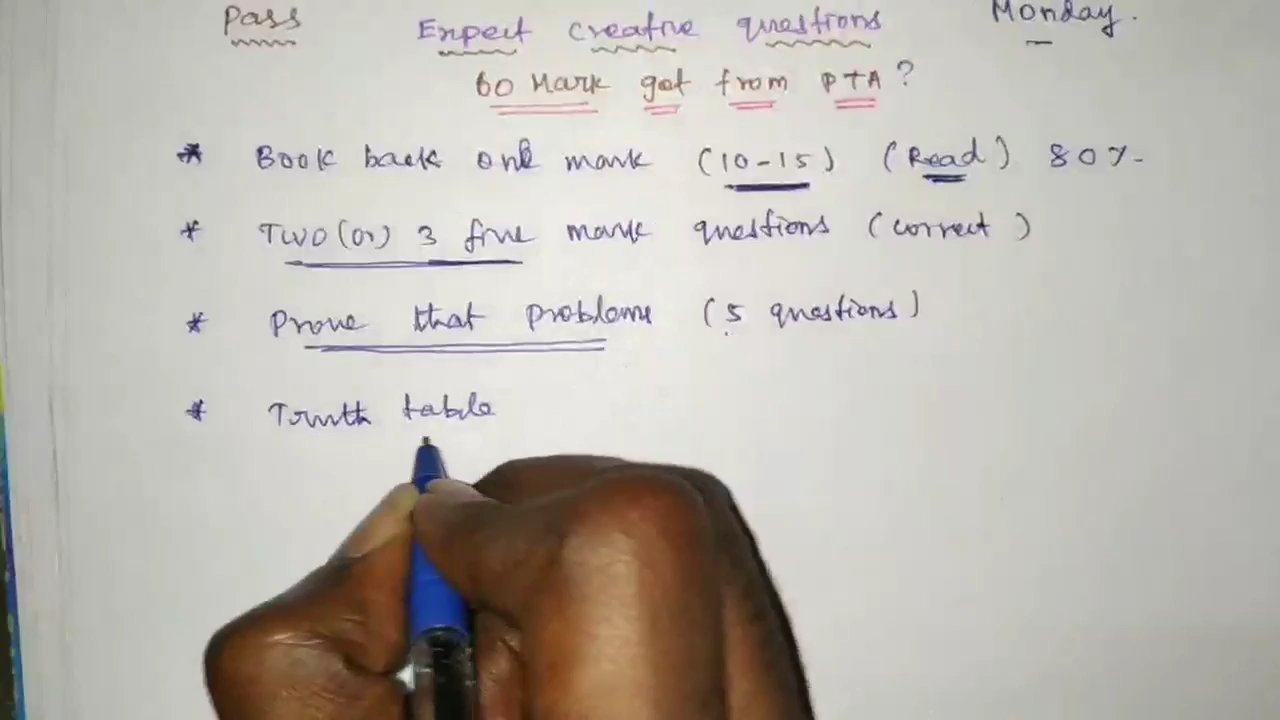 Pass Expect creative questions Monday.
60 Mark get from PTA?
* Book back one mark (10-15) (Read) 80%
* Two (or) 3 five mark questions (correct)
* Prove that problems (5 questions)
* Truth table